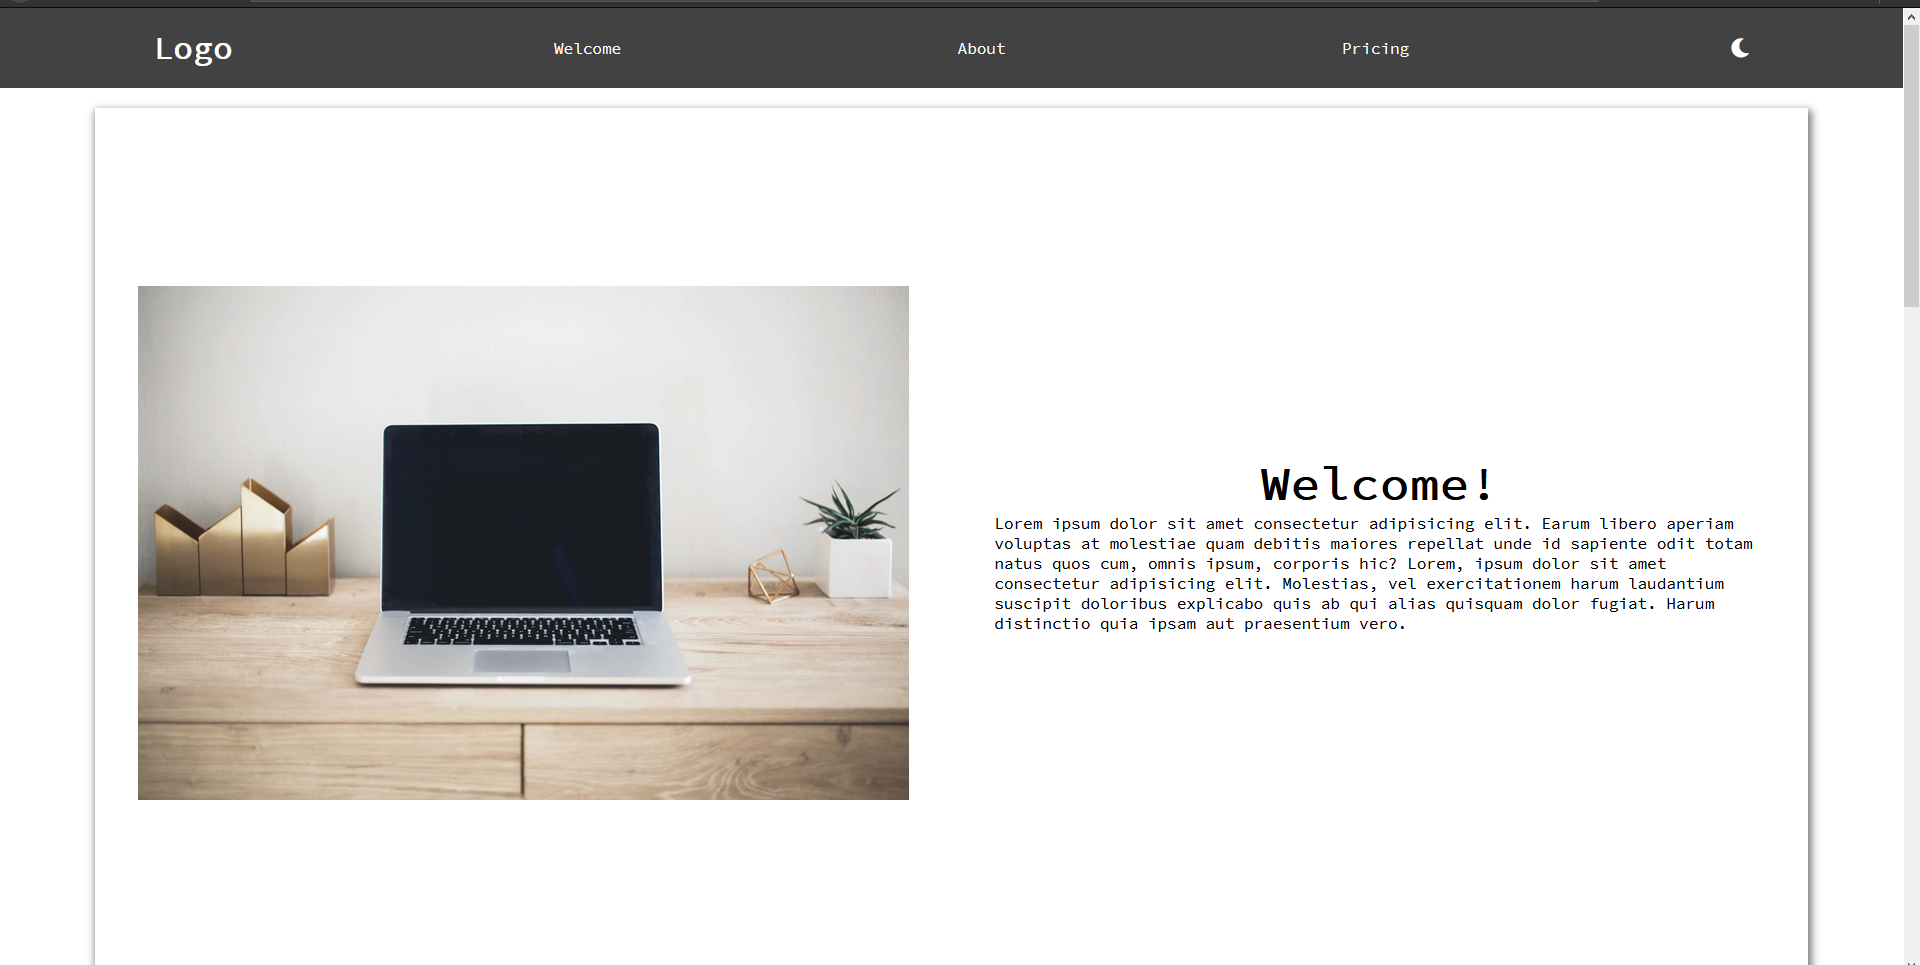 Logo
Welcome
About
Pricing
Welcome!
Lorem ipsum dolor sit amet consectetur adipisicing elit. Earum libero aperiam
voluptas at molestiae quam debitis maiores repellat unde id sapiente odit totam
natus quos cum, omnis ipsum, corporis hic? Lorem, ipsum dolor sit amet
consectetur adipisicing elit. Molestias, vel exercitationem harum laudantium
suscipit doloribus explicabo quis ab qui alias quisquam dolor fugiat. Harum
distinctio quia ipsam aut praesentium vero.